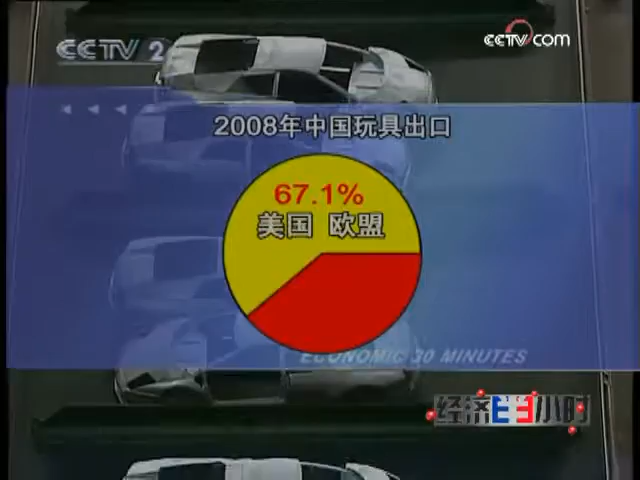 CCTV 2
CCTV.com
2008年中国玩具出口
67.1%
美国 欧盟
ECONOMIC 30 MINUTES
经济半小时